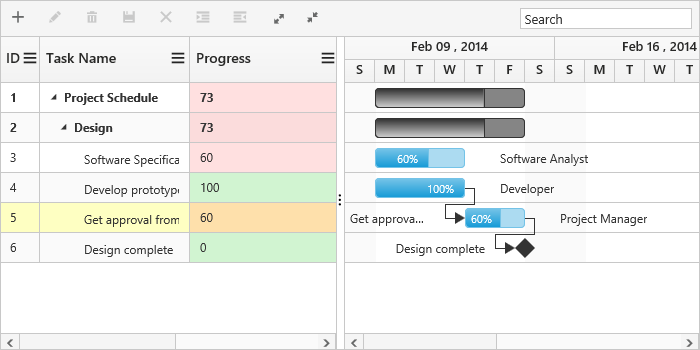 Search
Feb 09 , 2014 Feb 16 , 2014
ID Task Name Progress S M T W T F S S M T W T
1 Project Schedule 73
2 Design 73
3 Software Specifica 60 60% Software Analyst
4 Develop prototype 100 100% Developer
5 Get approval from 60 Get approva... 60% Project Manager
6 Design complete 0 Design complete